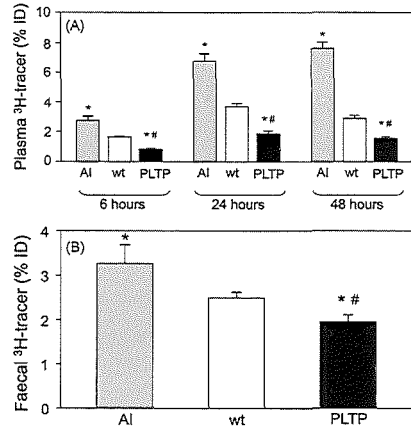 (A)
Plasma ³H-tracer (% ID)
10
8
6
4
2
0
*
*#
*
*#
*
*#
AI wt PLTP AI wt PLTP AI wt PLTP
6 hours 24 hours 48 hours
(B)
Faecal ³H-tracer (% ID)
4
3
2
1
0
*
* #
AI wt PLTP